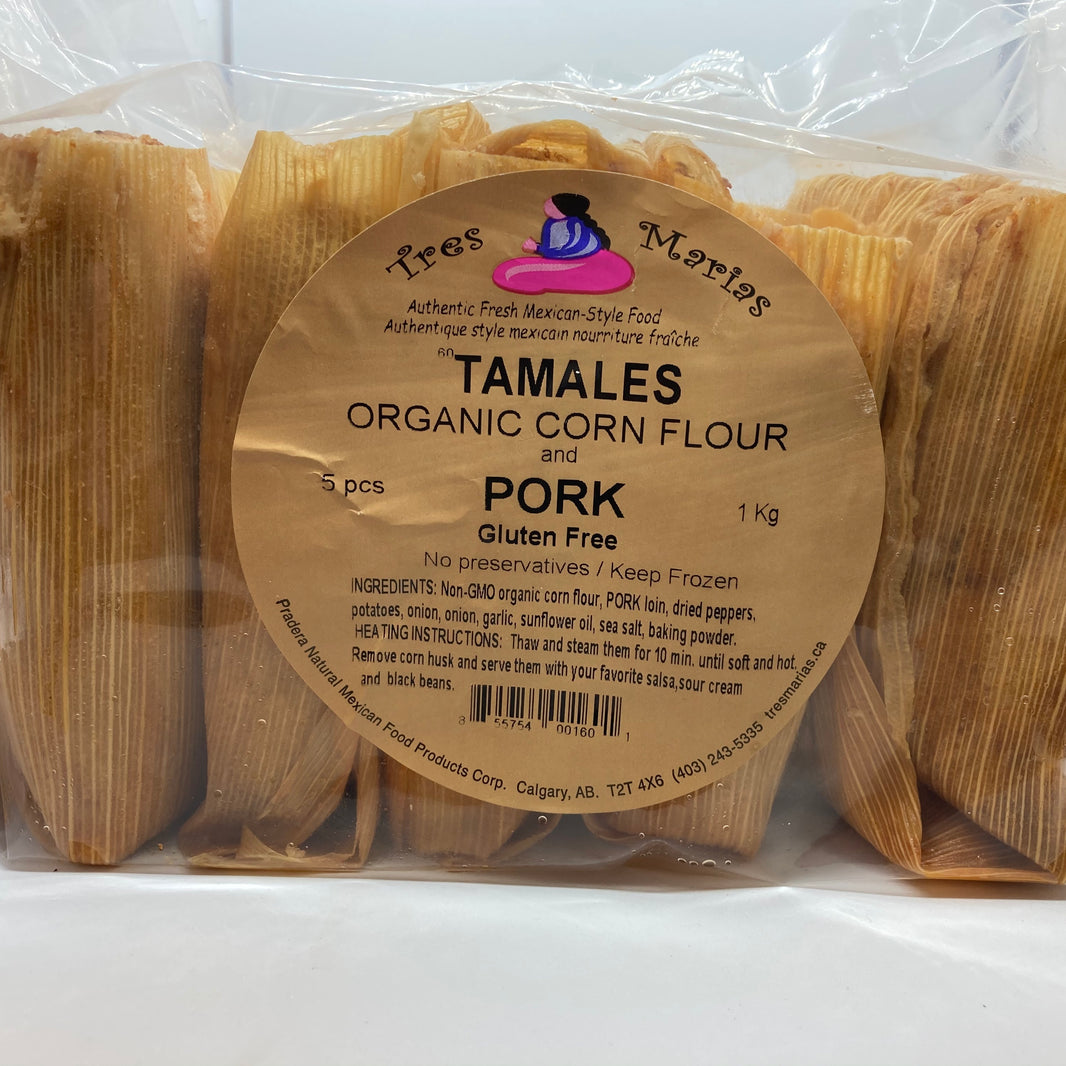 Tres Marias
Authentic Fresh Mexican-Style Food
Authentique style mexicain nourriture fraîche
60
TAMALES
ORGANIC CORN FLOUR
and
5 pcs PORK 1 Kg
Gluten Free
No preservatives / Keep Frozen
INGREDIENTS: Non-GMO organic corn flour, PORK loin, dried peppers,
potatoes, onion, onion, garlic, sunflower oil, sea salt, baking powder.
HEATING INSTRUCTIONS: Thaw and steam them for 10 min. until soft and hot.
Remove corn husk and serve them with your favorite salsa,sour cream
and black beans.
8 55754 00160 1
Pradera Natural Mexican Food Products Corp. Calgary, AB. T2T 4X6 (403) 243-5335 tresmarias.ca